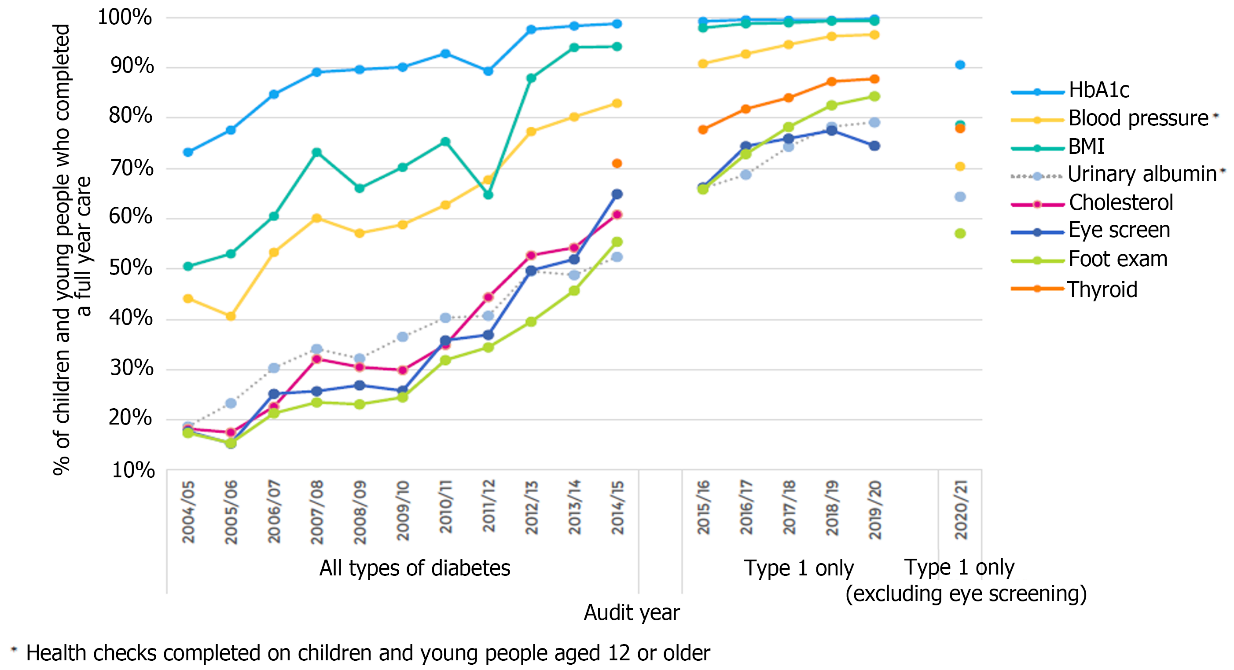 % of children and young people who completed
a full year care
100%
90%
80%
70%
60%
50%
40%
30%
20%
10%
2004/05
2005/06
2006/07
2007/08
2008/09
2009/10
2010/11
2011/12
2012/13
2013/14
2014/15
2015/16
2016/17
2017/18
2018/19
2019/20
2020/21
All types of diabetes
Type 1 only
Type 1 only
(excluding eye screening)
Audit year
HbA1c
Blood pressure*
BMI
Urinary albumin*
Cholesterol
Eye screen
Foot exam
Thyroid
* Health checks completed on children and young people aged 12 or older